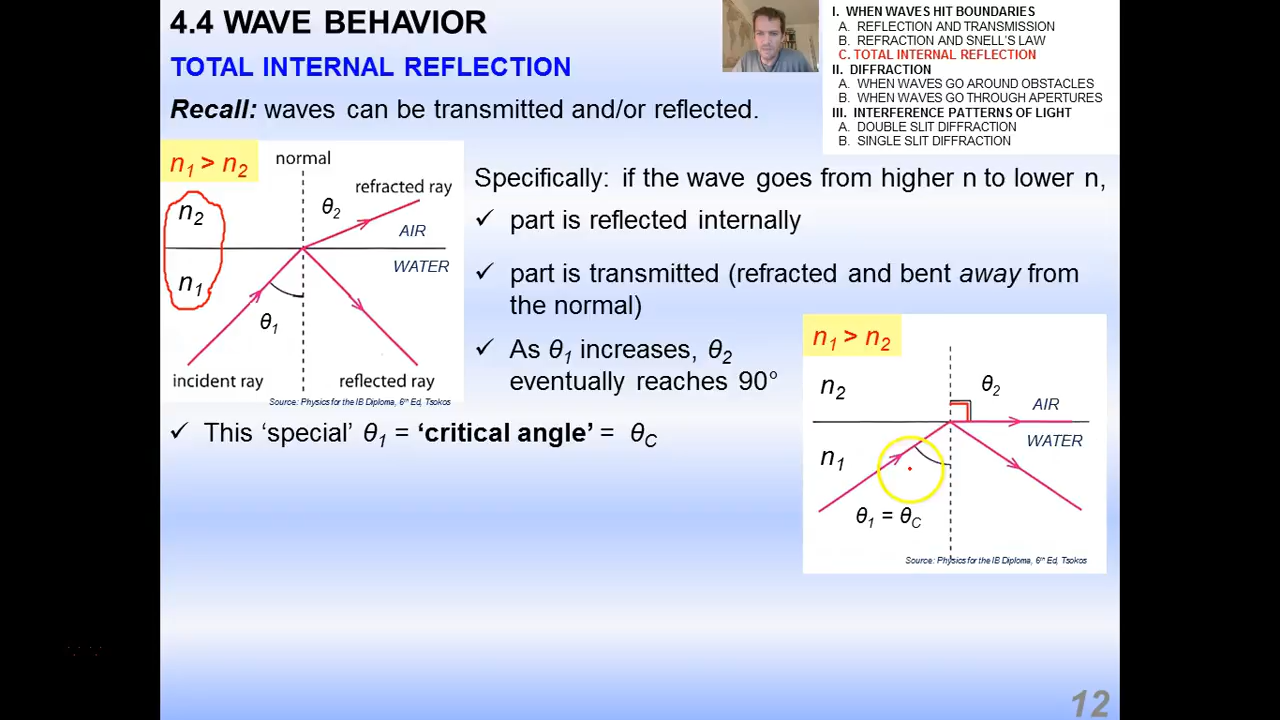 4.4 WAVE BEHAVIOR
TOTAL INTERNAL REFLECTION
Recall: waves can be transmitted and/or reflected.
I. WHEN WAVES HIT BOUNDARIES
A. REFLECTION AND TRANSMISSION
B. REFRACTION AND SNELL'S LAW
C. TOTAL INTERNAL REFLECTION
II. DIFFRACTION
A. WHEN WAVES GO AROUND OBSTACLES
B. WHEN WAVES GO THROUGH APERTURES
III. INTERFERENCE PATTERNS OF LIGHT
A. DOUBLE SLIT DIFFRACTION
B. SINGLE SLIT DIFFRACTION
n1 > n2
normal
refracted ray
θ2
n2
AIR
WATER
n1
θ1
incident ray
reflected ray
Source: Physics for the IB Diploma, 6th Ed, Tsokos
Specifically: if the wave goes from higher n to lower n,
✓ part is reflected internally
✓ part is transmitted (refracted and bent away from
the normal)
✓ As θ1 increases, θ2
eventually reaches 90°
✓ This ‘special’ θ1 = ‘critical angle’ = θC
n1 > n2
n2
θ2
AIR
WATER
n1
θ1 = θC
Source: Physics for the IB Diploma, 6th Ed, Tsokos
12